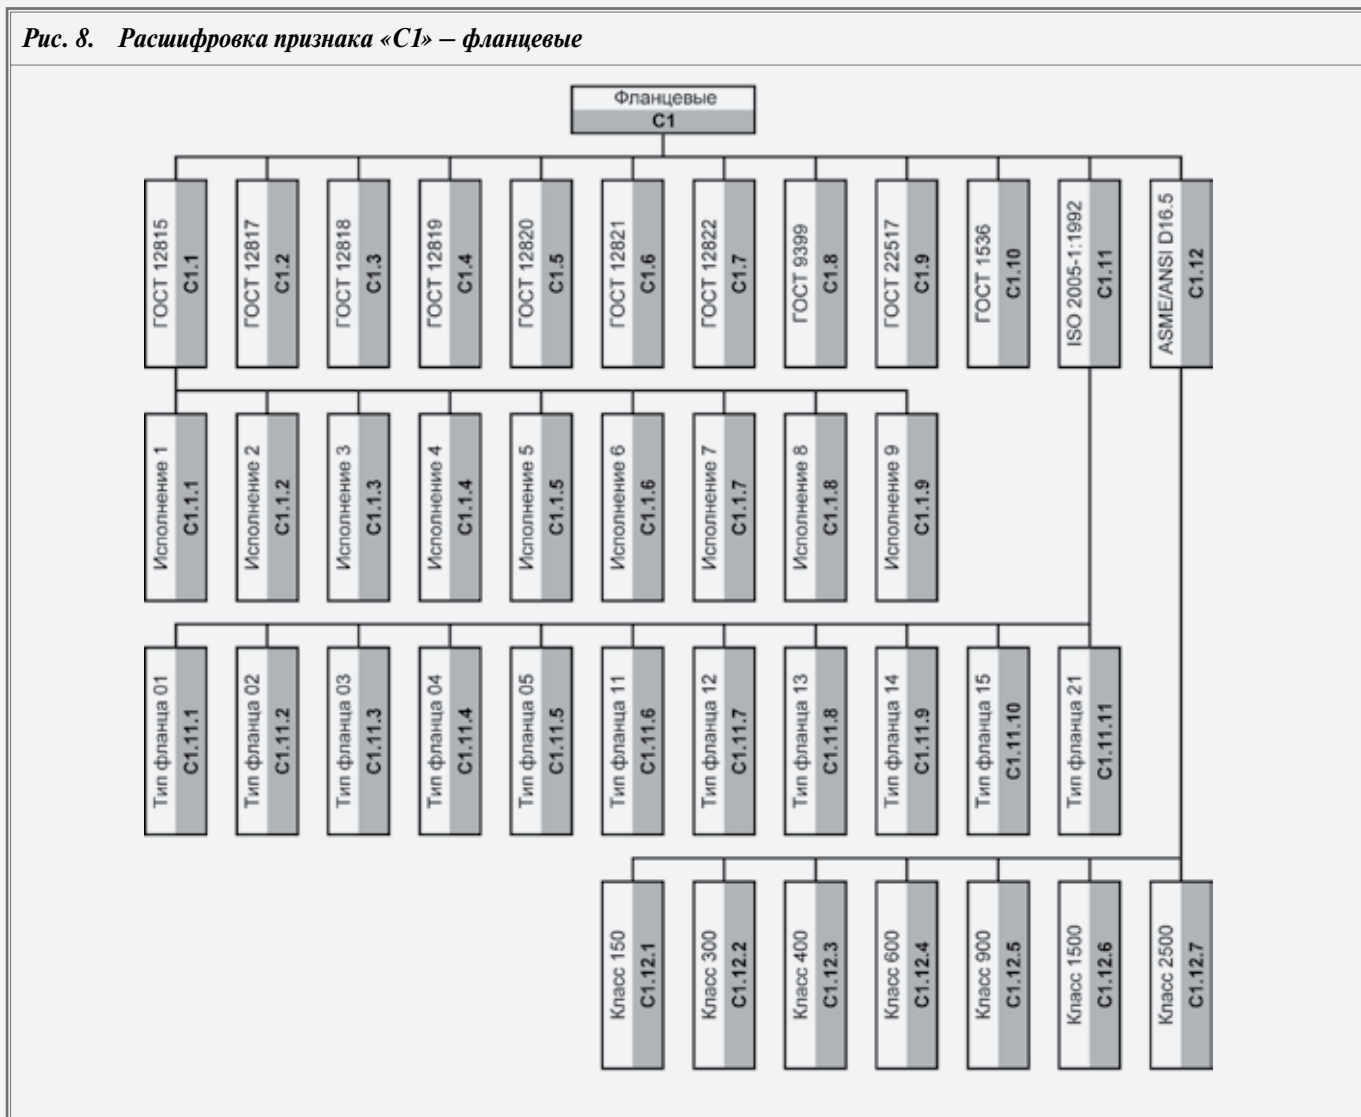 Рис. 8. Расшифровка признака «С1» – фланцевые
Фланцевые
С1
ГОСТ 12815
С1.1
ГОСТ 12817
С1.2
ГОСТ 12818
С1.3
ГОСТ 12819
С1.4
ГОСТ 12820
С1.5
ГОСТ 12821
С1.6
ГОСТ 12822
С1.7
ГОСТ 9399
С1.8
ГОСТ 22517
С1.9
ГОСТ 1536
С1.10
ISO 2005-1:1992
С1.11
ASME/ANSI D16.5
С1.12
Исполнение 1
С1.1.1
Исполнение 2
С1.1.2
Исполнение 3
С1.1.3
Исполнение 4
С1.1.4
Исполнение 5
С1.1.5
Исполнение 6
С1.1.6
Исполнение 7
С1.1.7
Исполнение 8
С1.1.8
Исполнение 9
С1.1.9
Тип фланца 01
С1.11.1
Тип фланца 02
С1.11.2
Тип фланца 03
С1.11.3
Тип фланца 04
С1.11.4
Тип фланца 05
С1.11.5
Тип фланца 11
С1.11.6
Тип фланца 12
С1.11.7
Тип фланца 13
С1.11.8
Тип фланца 14
С1.11.9
Тип фланца 15
С1.11.10
Тип фланца 21
С1.11.11
Класс 150
С1.12.1
Класс 300
С1.12.2
Класс 400
С1.12.3
Класс 600
С1.12.4
Класс 900
С1.12.5
Класс 1500
С1.12.6
Класс 2500
С1.12.7